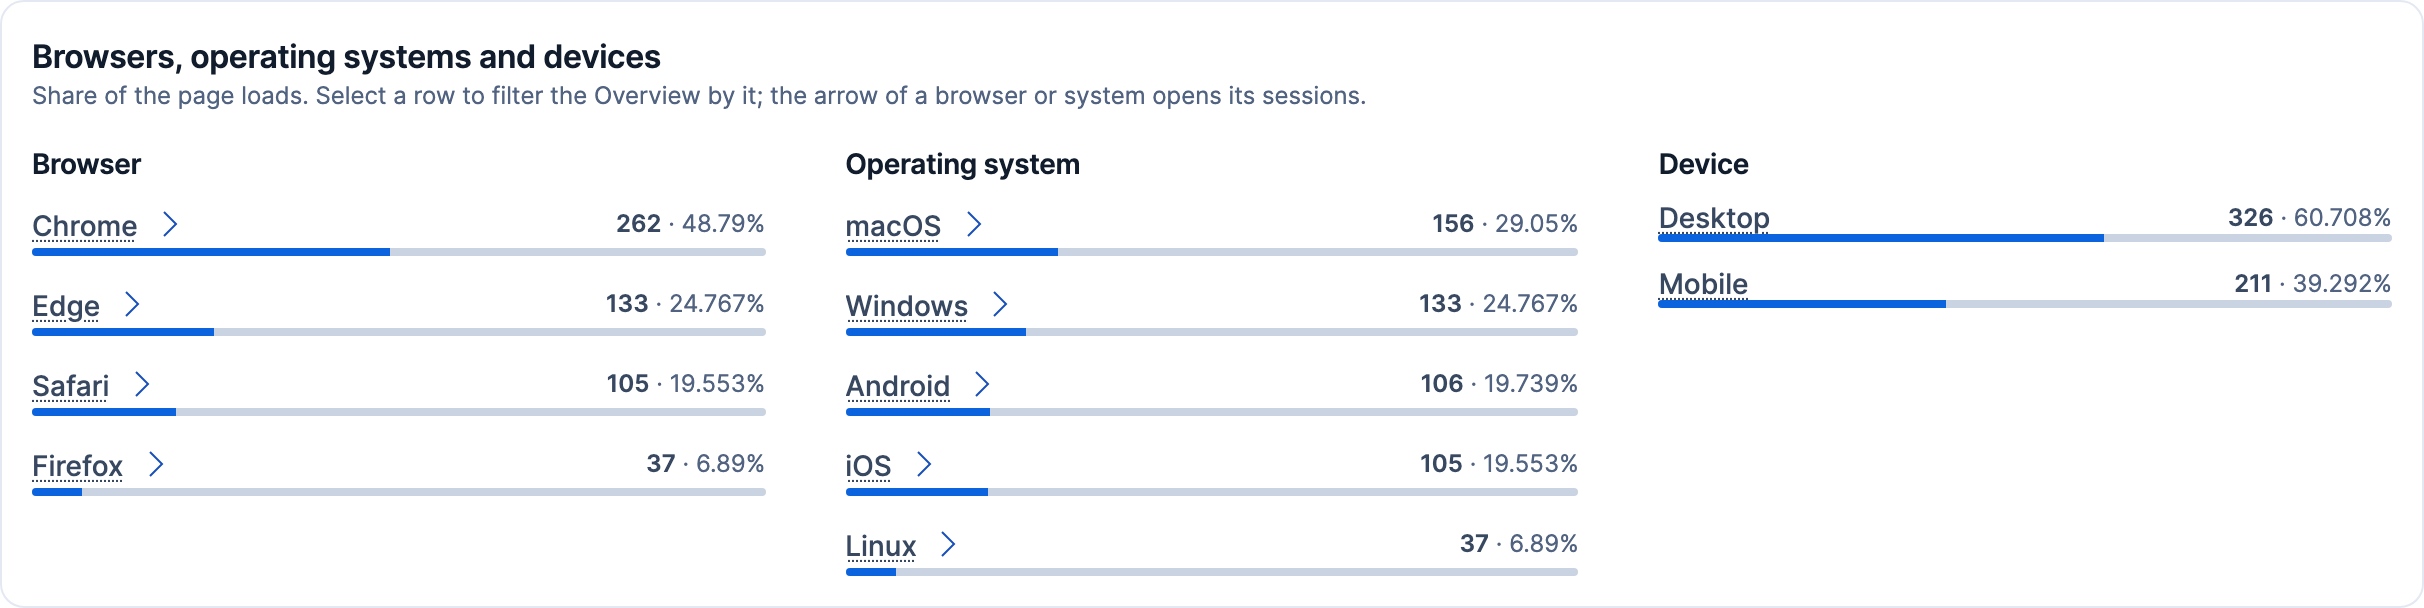 Browsers, operating systems and devices
Share of the page loads. Select a row to filter the Overview by it; the arrow of a browser or system opens its sessions.
Browser
Chrome 262 · 48.79%
Edge 133 · 24.767%
Safari 105 · 19.553%
Firefox 37 · 6.89%
Operating system
macOS 156 · 29.05%
Windows 133 · 24.767%
Android 106 · 19.739%
iOS 105 · 19.553%
Linux 37 · 6.89%
Device
Desktop 326 · 60.708%
Mobile 211 · 39.292%